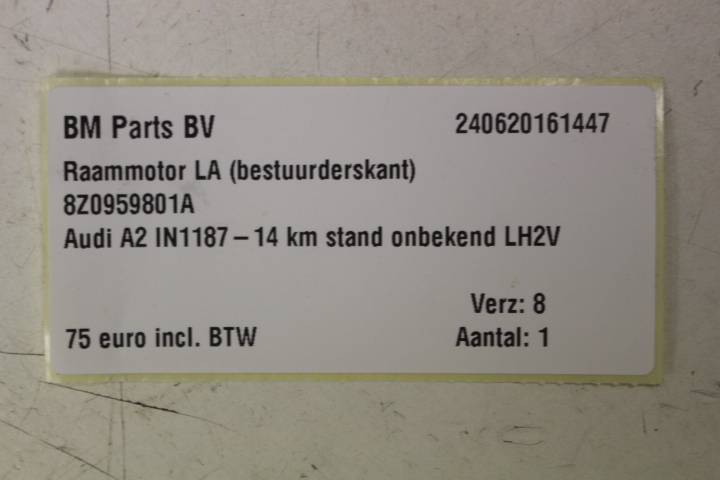 BM Parts BV 240620161447
Raammotor LA (bestuurderskant)
8Z0959801A
Audi A2 IN1187 – 14 km stand onbekend LH2V
Verz: 8
75 euro incl. BTW Aantal: 1